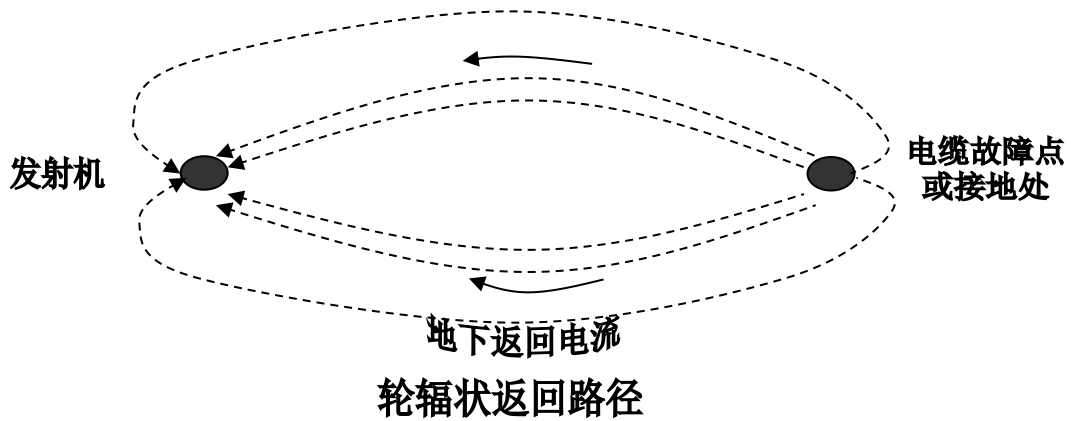 发射机
电缆故障点
或接地处
地下返回电流
轮辐状返回路径